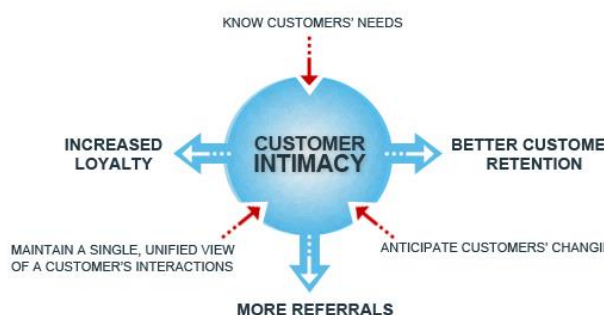 KNOW CUSTOMERS' NEEDS
INCREASED
LOYALTY
CUSTOMER
INTIMACY
BETTER CUSTOME
RETENTION
MAINTAIN A SINGLE, UNIFIED VIEW
OF A CUSTOMER'S INTERACTIONS
ANTICIPATE CUSTOMERS' CHANGI
MORE REFERRALS